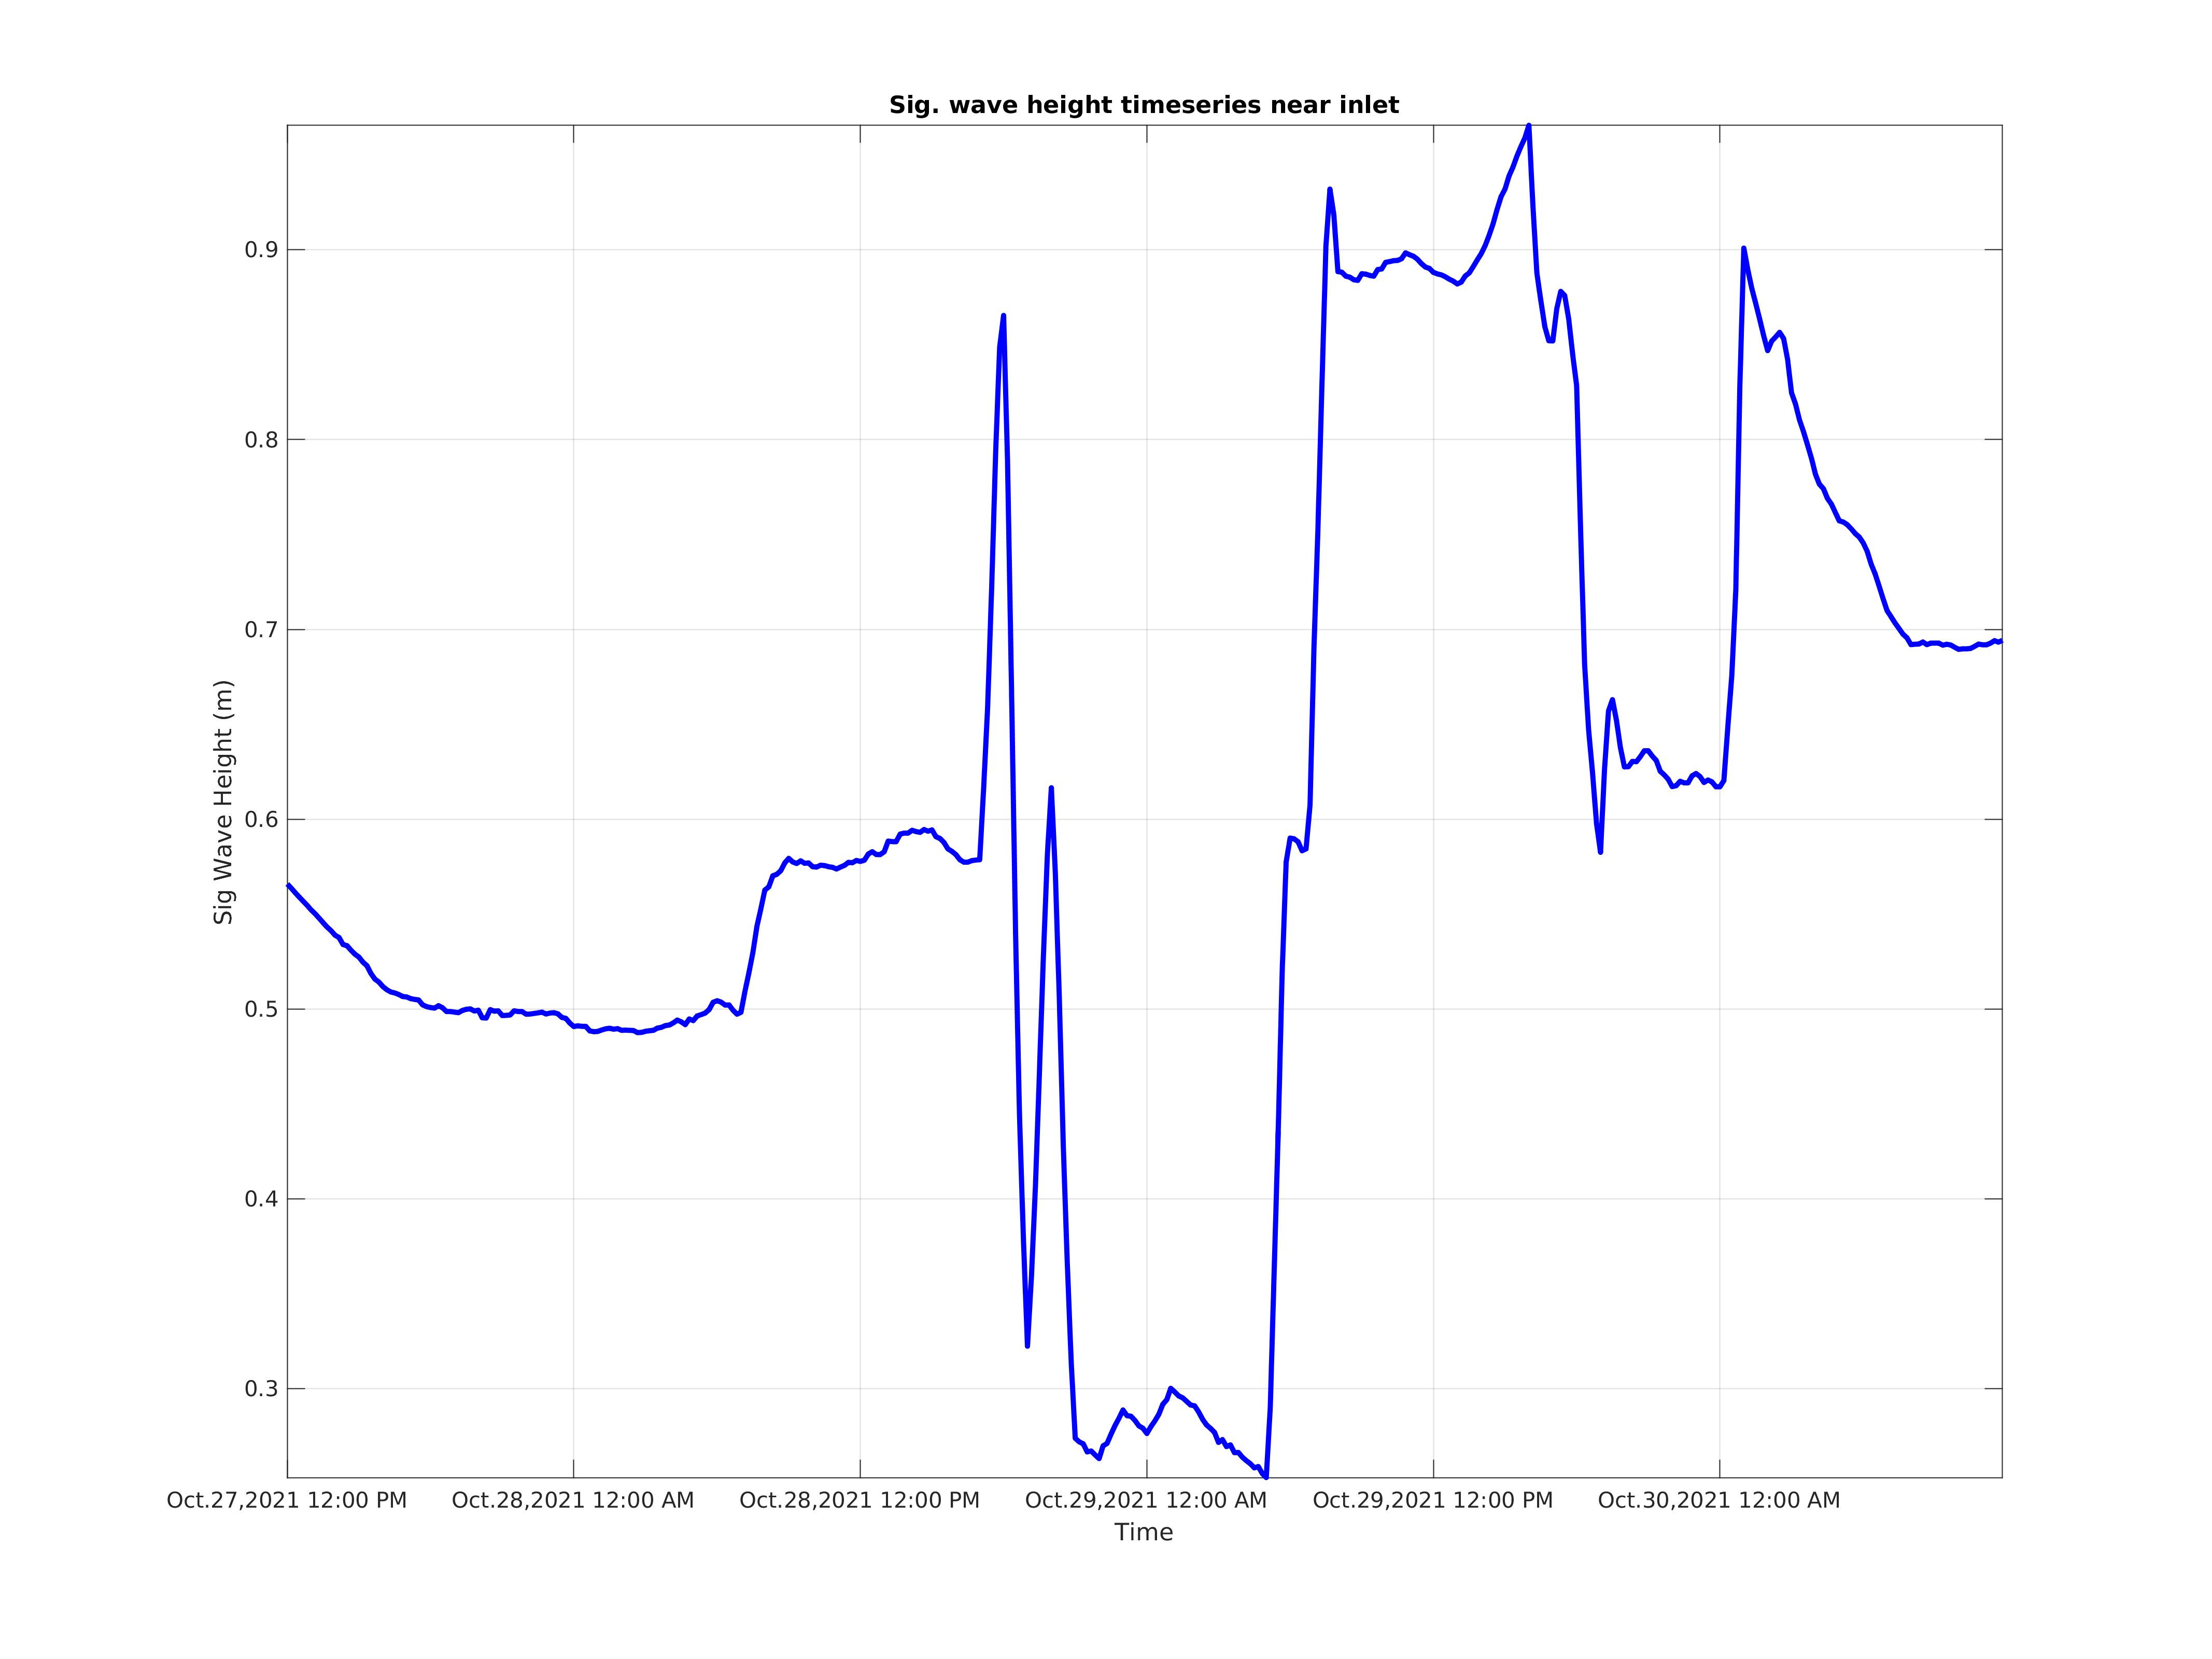 Sig. wave height timeseries near inlet
0.9
0.8
0.7
0.6
0.5
0.4
0.3
Sig Wave Height (m)
Oct.27,2021 12:00 PM
Oct.28,2021 12:00 AM
Oct.28,2021 12:00 PM
Oct.29,2021 12:00 AM
Oct.29,2021 12:00 PM
Oct.30,2021 12:00 AM
Time